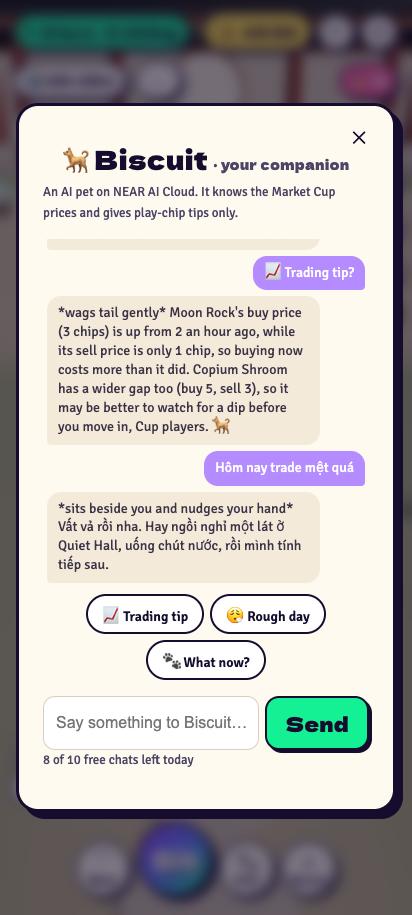 Biscuit · your companion
An AI pet on NEAR AI Cloud. It knows the Market Cup
prices and gives play-chip tips only.
Trading tip?
*wags tail gently* Moon Rock's buy price
(3 chips) is up from 2 an hour ago, while
its sell price is only 1 chip, so buying now
costs more than it did. Copium Shroom
has a wider gap too (buy 5, sell 3), so it
may be better to watch for a dip before
you move in, Cup players.
Hôm nay trade mệt quá
*sits beside you and nudges your hand*
Vất vả rồi nha. Hay ngồi nghỉ một lát ở
Quiet Hall, uống chút nước, rồi mình tính
tiếp sau.
Trading tip
Rough day
What now?
Say something to Biscuit…
Send
8 of 10 free chats left today